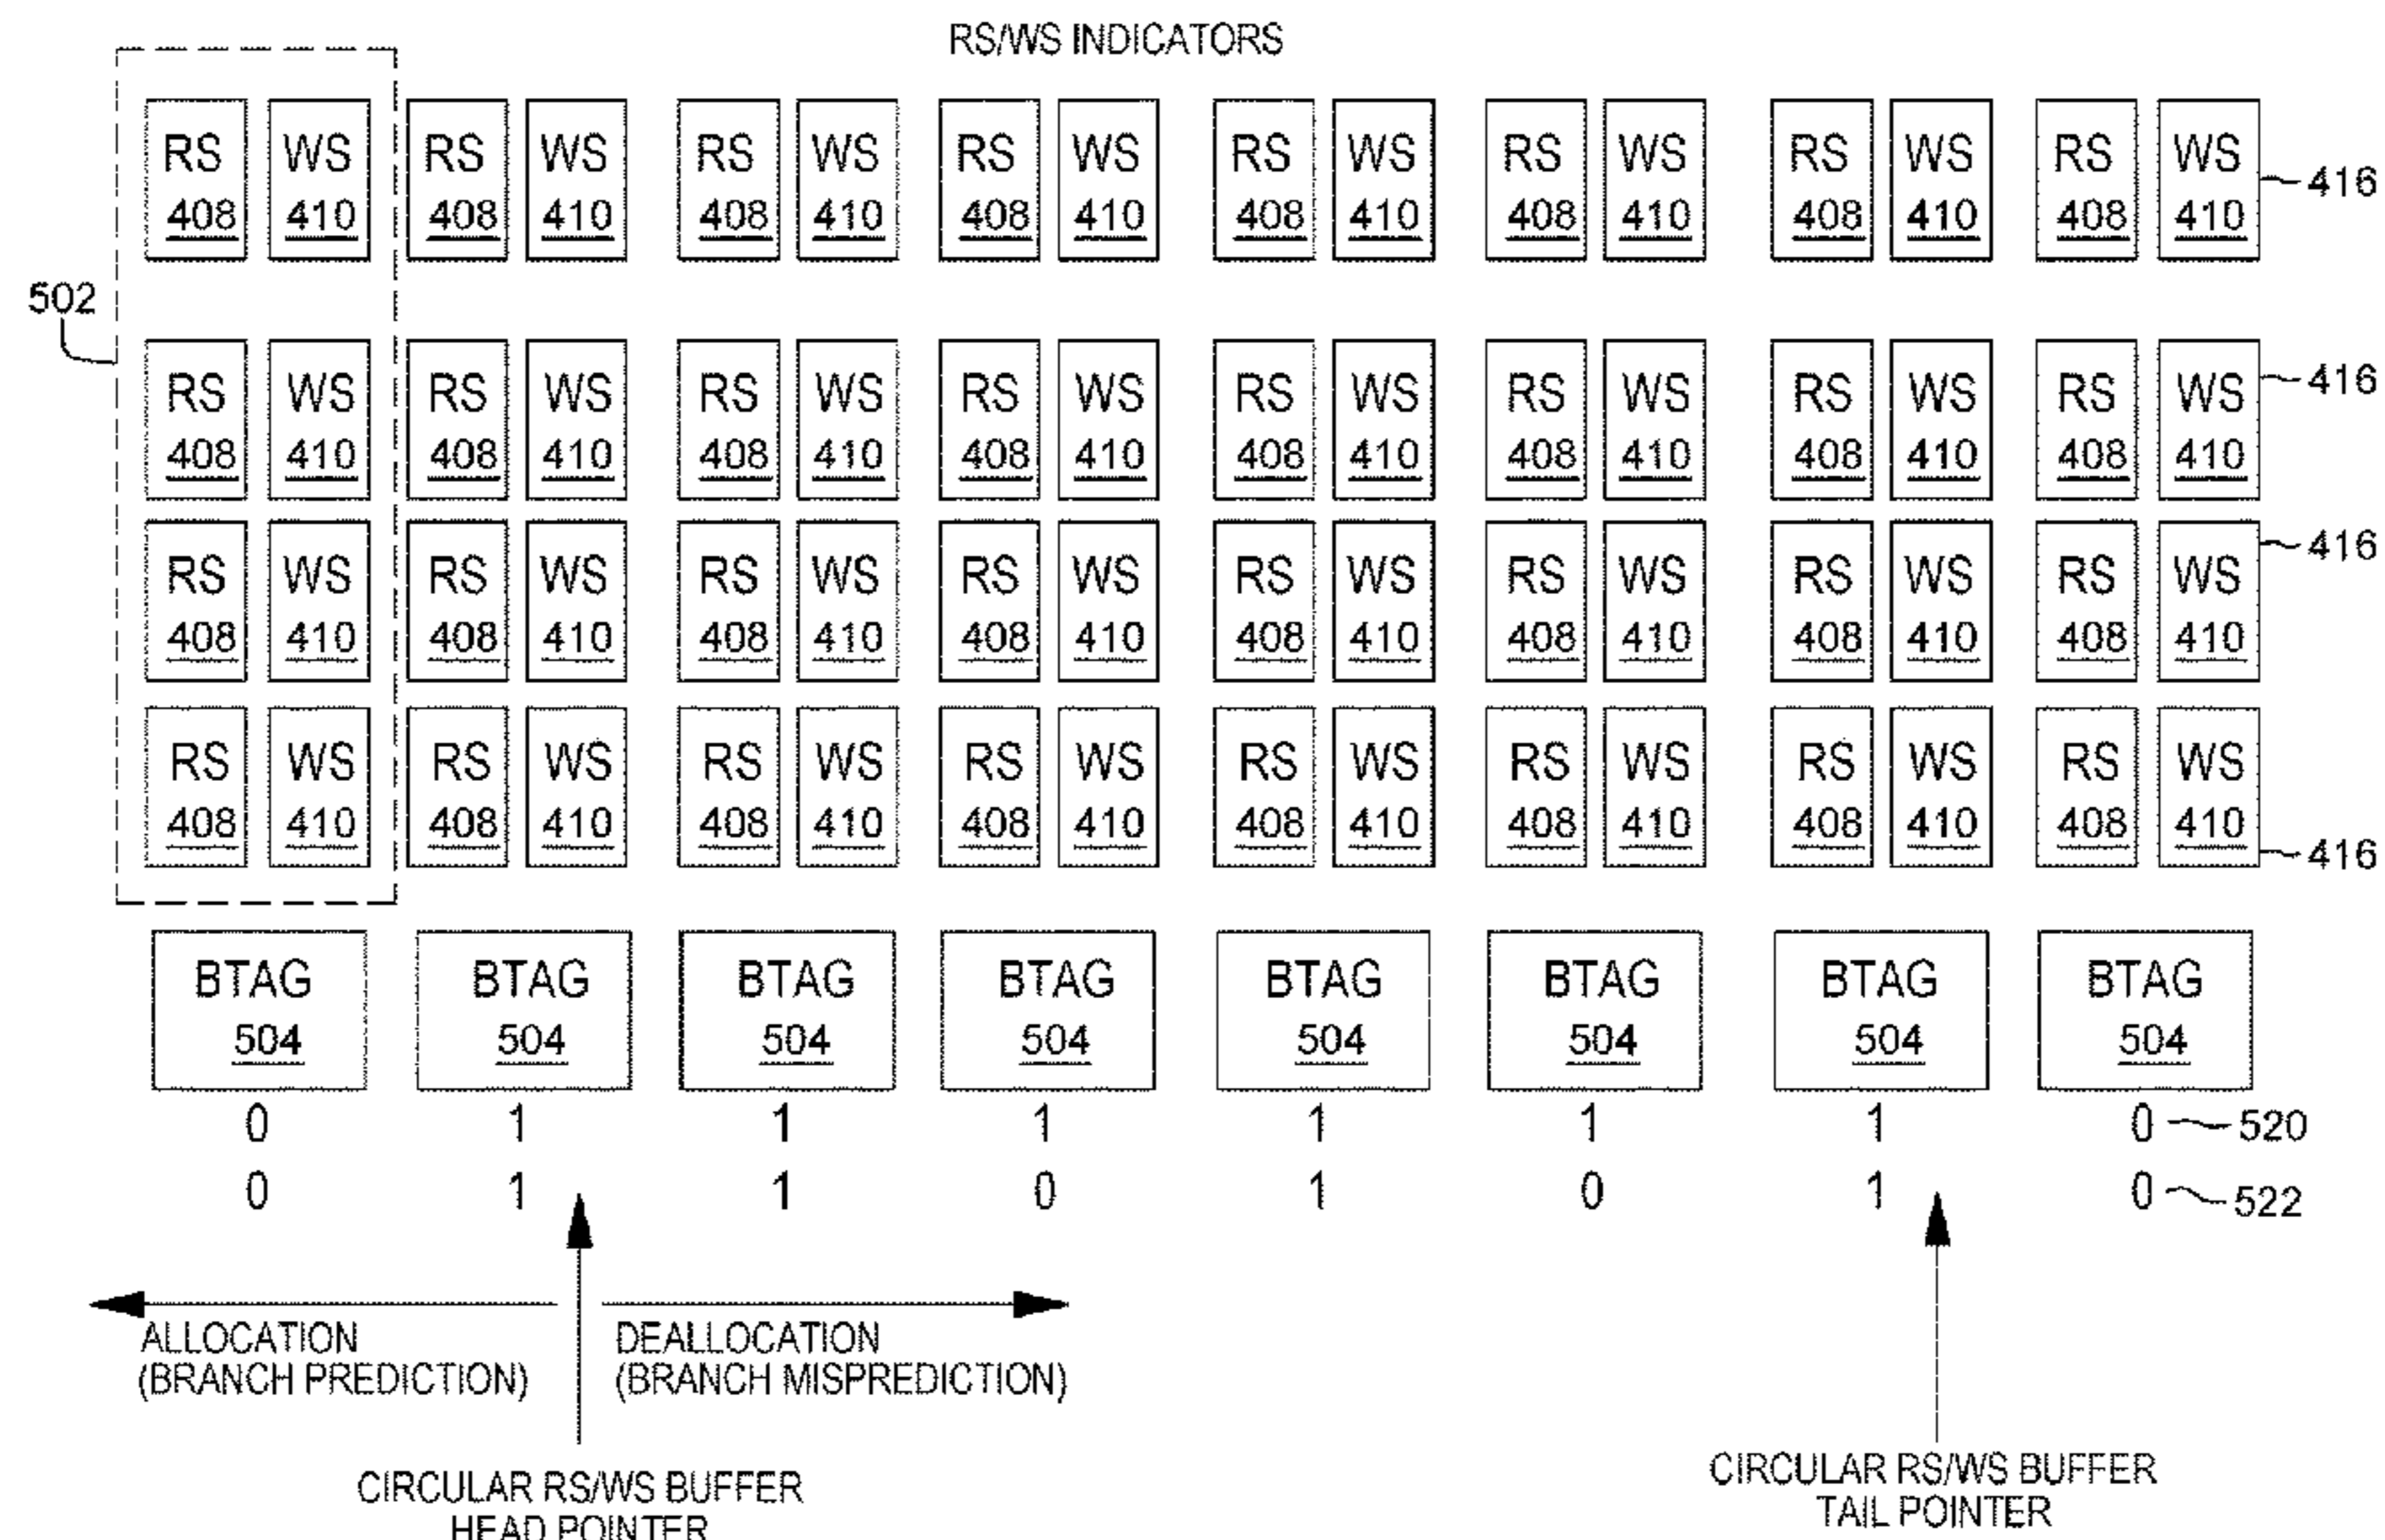 RS/WS INDICATORS
RS WS RS WS RS WS RS WS RS WS RS WS RS WS RS WS
408 410 408 410 408 410 408 410 408 410 408 410 408 410 408 410 416
502
RS WS RS WS RS WS RS WS RS WS RS WS RS WS RS WS 416
408 410 408 410 408 410 408 410 408 410 408 410 408 410 408 410
RS WS RS WS RS WS RS WS RS WS RS WS RS WS RS WS 416
408 410 408 410 408 410 408 410 408 410 408 410 408 410 408 410
RS WS RS WS RS WS RS WS RS WS RS WS RS WS RS WS
408 410 408 410 408 410 408 410 408 410 408 410 408 410 408 410 416
BTAG BTAG BTAG BTAG BTAG BTAG BTAG BTAG
504 504 504 504 504 504 504 504
0 1 1 1 1 1 1 0 520
0 1 1 0 1 0 1 0 522
ALLOCATION
(BRANCH PREDICTION)
DEALLOCATION
(BRANCH MISPREDICTION)
CIRCULAR RS/WS BUFFER
HEAD POINTER
CIRCULAR RS/WS BUFFER
TAIL POINTER